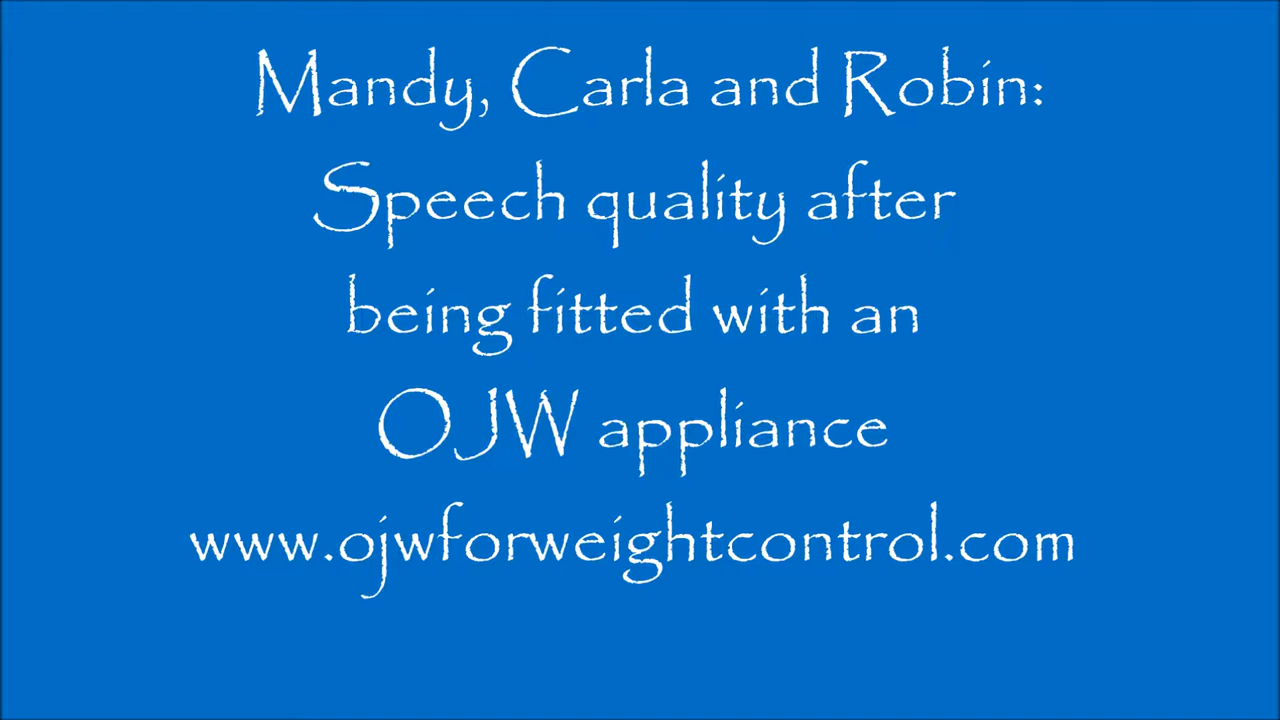 Mandy, Carla and Robin:
Speech quality after
being fitted with an
OJW appliance
www.ojwforweightcontrol.com